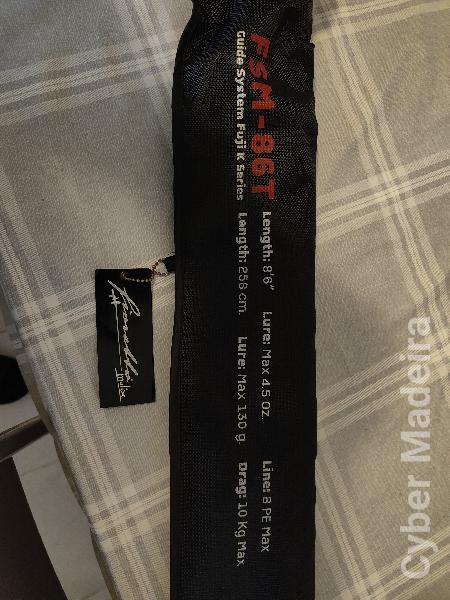 FSM-86T
Guide System Fuji K Series
Length: 8'6" Lure: Max 4.5 Oz. Line: 8 PE Max
Length: 258 cm. Lure: Max 130 g Drag: 10 Kg Max
Cyber Madeira